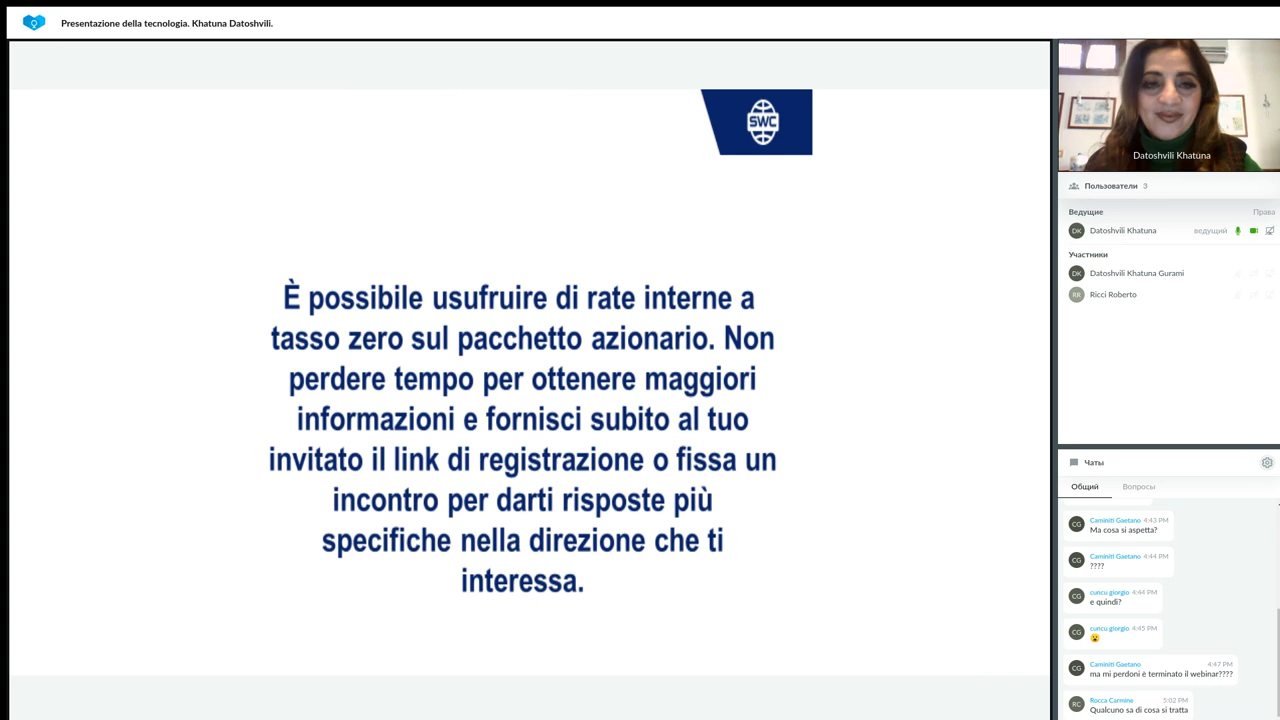 Presentazione della tecnologia. Khatuna Datoshvili.
SWC
È possibile usufruire di rate interne a
tasso zero sul pacchetto azionario. Non
perdere tempo per ottenere maggiori
informazioni e fornisci subito al tuo
invitato il link di registrazione o fissa un
incontro per darti risposte più
specifiche nella direzione che ti
interessa.
Datoshvili Khatuna
Пользователи 3
Ведущие Права
DK Datoshvili Khatuna ведущий
Участники
DK Datoshvili Khatuna Gurami
RR Ricci Roberto
Чаты
Общий Вопросы
CG Caminiti Gaetano 4:43 PM
Ma cosa si aspetta?
CG Caminiti Gaetano 4:44 PM
????
CG cuncu giorgio 4:44 PM
e quindi?
CG cuncu giorgio 4:45 PM
😮
CG Caminiti Gaetano 4:47 PM
ma mi perdoni è terminato il webinar????
RC Rocca Carmine 5:02 PM
Qualcuno sa di cosa si tratta